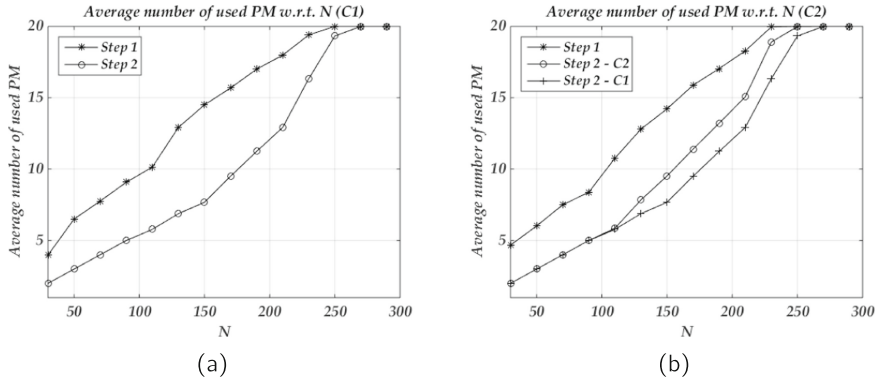 Average number of used PM w.r.t. N (C1)
Step 1
Step 2
Average number of used PM
20
15
10
5
50
100
150
200
250
300
N
(a)
Average number of used PM w.r.t. N (C2)
Step 1
Step 2 - C2
Step 2 - C1
Average number of used PM
20
15
10
5
50
100
150
200
250
300
N
(b)